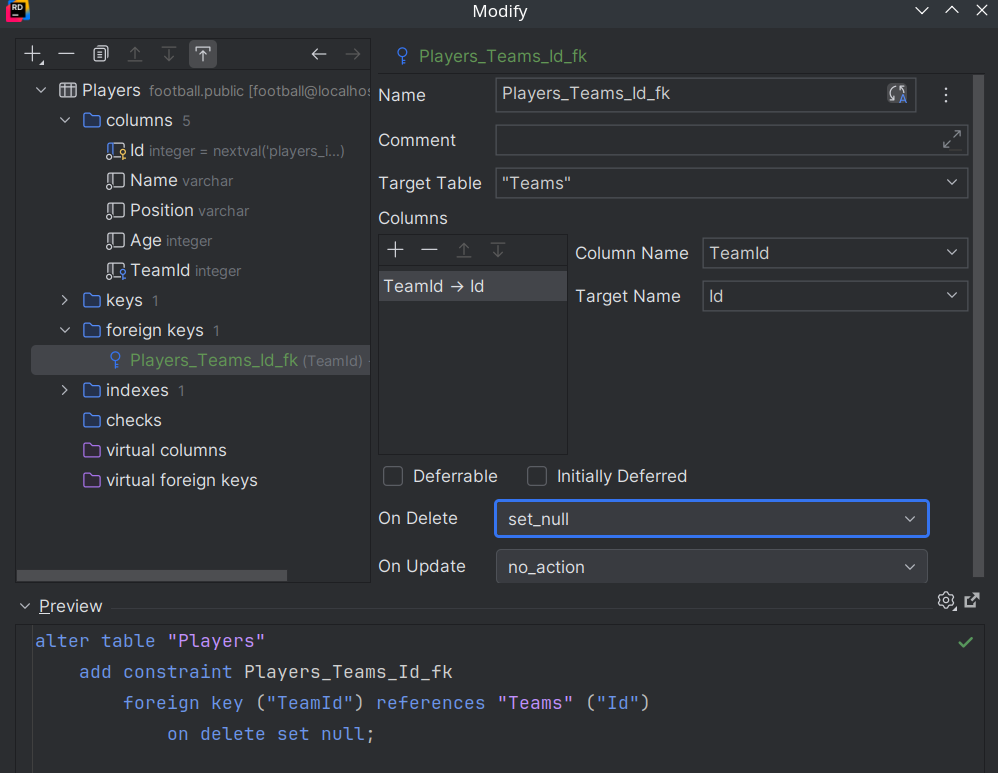 RD
Modify
Players football.public [football@localhos
columns 5
Id integer = nextval('players_i...)
Name varchar
Position varchar
Age integer
TeamId integer
keys 1
foreign keys 1
Players_Teams_Id_fk (TeamId)
indexes 1
checks
virtual columns
virtual foreign keys
Players_Teams_Id_fk
Name Players_Teams_Id_fk
Comment
Target Table "Teams"
Columns
TeamId → Id
Column Name TeamId
Target Name Id
Deferrable Initially Deferred
On Delete set_null
On Update no_action
Preview
alter table "Players"
add constraint Players_Teams_Id_fk
foreign key ("TeamId") references "Teams" ("Id")
on delete set null;